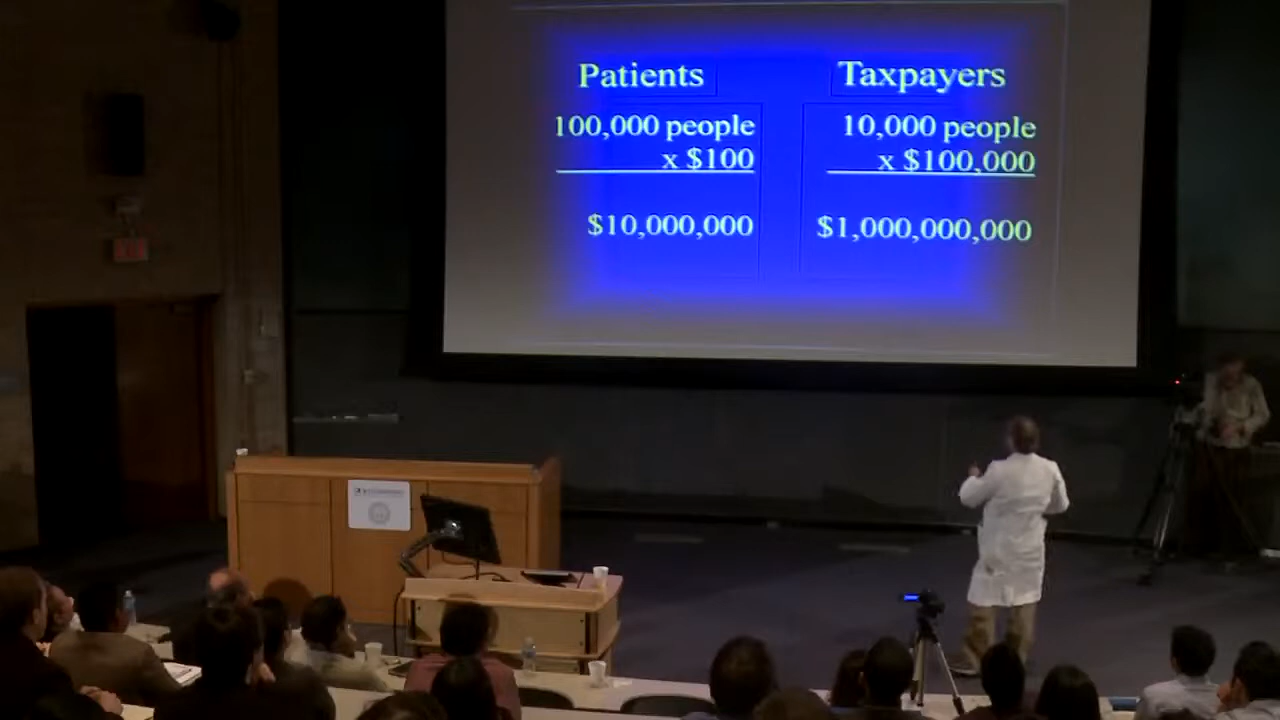 Patients
100,000 people
x $100
$10,000,000
Taxpayers
10,000 people
x $100,000
$1,000,000,000